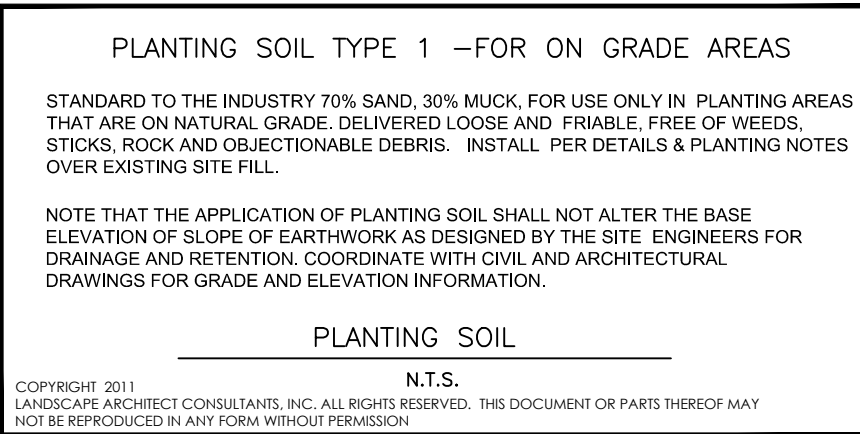 PLANTING SOIL TYPE 1 –FOR ON GRADE AREAS
STANDARD TO THE INDUSTRY 70% SAND, 30% MUCK, FOR USE ONLY IN PLANTING AREAS
THAT ARE ON NATURAL GRADE. DELIVERED LOOSE AND FRIABLE, FREE OF WEEDS,
STICKS, ROCK AND OBJECTIONABLE DEBRIS. INSTALL PER DETAILS & PLANTING NOTES
OVER EXISTING SITE FILL.
NOTE THAT THE APPLICATION OF PLANTING SOIL SHALL NOT ALTER THE BASE
ELEVATION OF SLOPE OF EARTHWORK AS DESIGNED BY THE SITE ENGINEERS FOR
DRAINAGE AND RETENTION. COORDINATE WITH CIVIL AND ARCHITECTURAL
DRAWINGS FOR GRADE AND ELEVATION INFORMATION.
PLANTING SOIL
N.T.S.
COPYRIGHT 2011
LANDSCAPE ARCHITECT CONSULTANTS, INC. ALL RIGHTS RESERVED. THIS DOCUMENT OR PARTS THEREOF MAY
NOT BE REPRODUCED IN ANY FORM WITHOUT PERMISSION